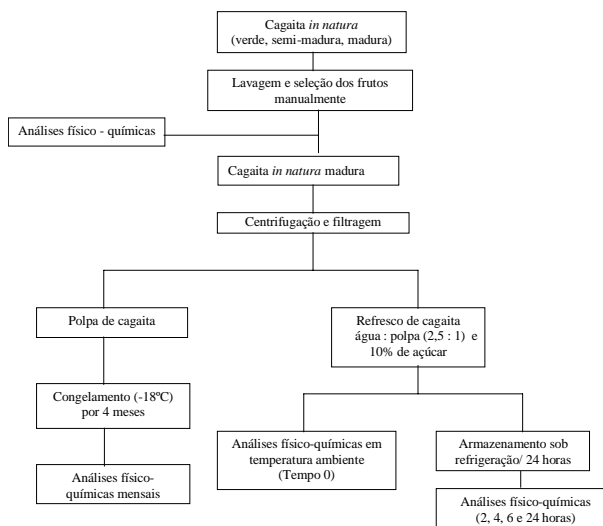 Cagaita in natura
(verde, semi-madura, madura)
Lavagem e seleção dos frutos
manualmente
Análises físico - químicas
Cagaita in natura madura
Centrifugação e filtragem
Polpa de cagaita
Refresco de cagaita
água : polpa (2,5 : 1) e
10% de açúcar
Congelamento (-18ºC)
por 4 meses
Análises físico-químicas em
temperatura ambiente
(Tempo 0)
Armazenamento sob
refrigeração/ 24 horas
Análises físico-
químicas mensais
Análises físico-químicas
(2, 4, 6 e 24 horas)